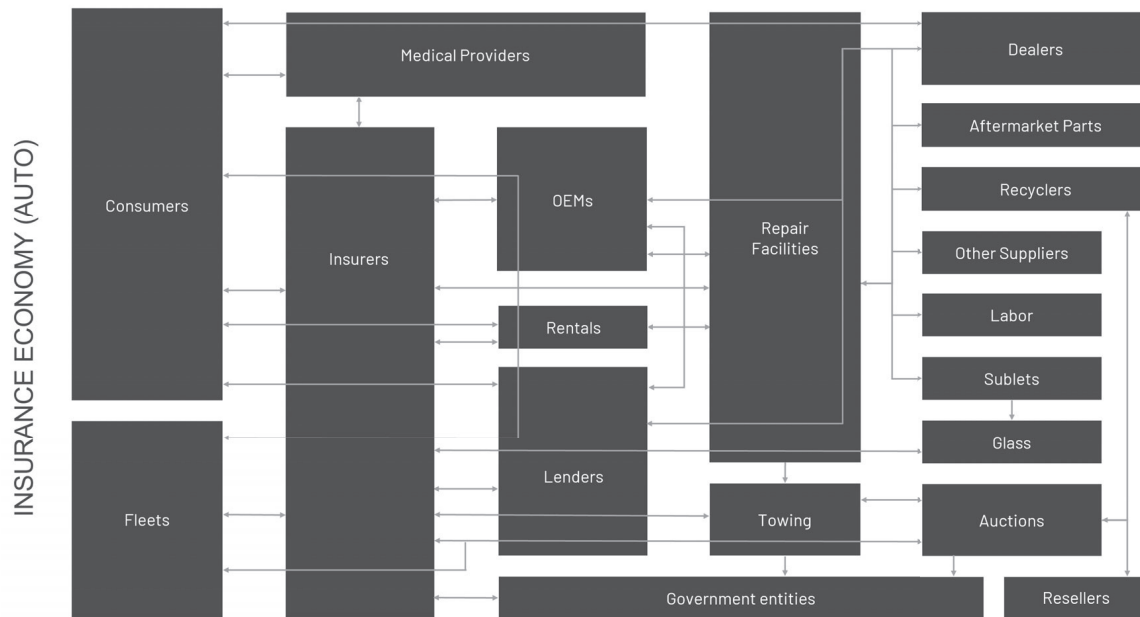 INSURANCE ECONOMY (AUTO)
Consumers
Fleets
Medical Providers
Insurers
OEMs
Rentals
Lenders
Repair
Facilities
Towing
Government entities
Dealers
Aftermarket Parts
Recyclers
Other Suppliers
Labor
Sublets
Glass
Auctions
Resellers